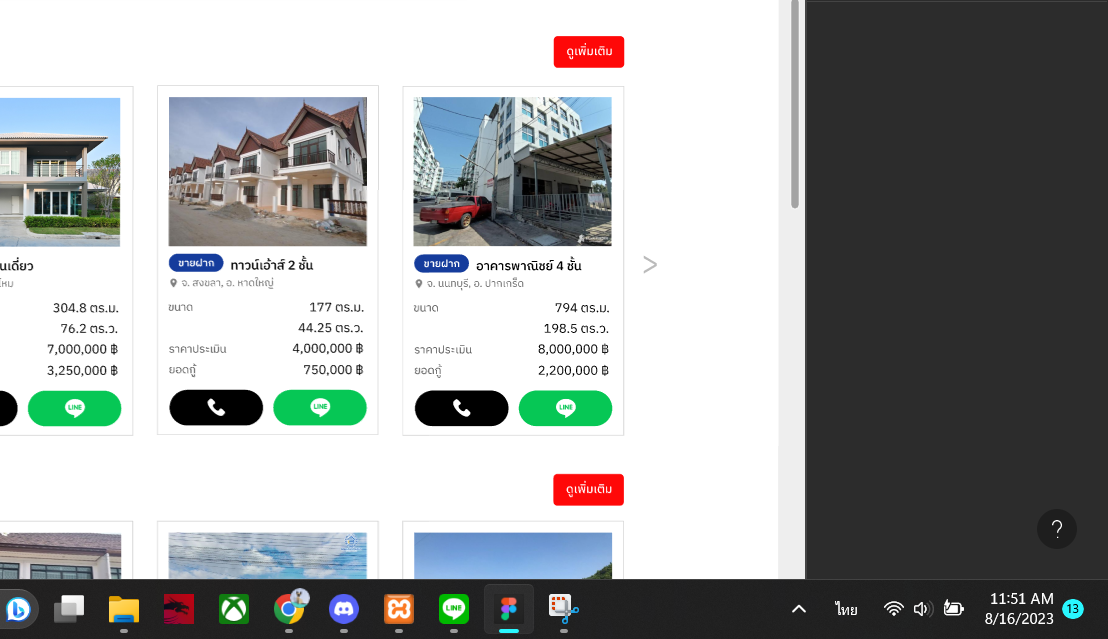 ดูเพิ่มเติม
นเดี่ยว
304.8 ตร.ม.
76.2 ตร.ว.
7,000,000 ฿
3,250,000 ฿
LINE
ขายฝาก ทาวน์เฮ้าส์ 2 ชั้น
จ. สงขลา, อ. หาดใหญ่
ขนาด 177 ตร.ม.
44.25 ตร.ว.
ราคาประเมิน 4,000,000 ฿
ยอดกู้ 750,000 ฿
LINE
ขายฝาก อาคารพาณิชย์ 4 ชั้น
จ. นนทบุรี, อ. ปากเกร็ด
ขนาด 794 ตร.ม.
198.5 ตร.ว.
ราคาประเมิน 8,000,000 ฿
ยอดกู้ 2,200,000 ฿
LINE
>
ดูเพิ่มเติม
?
LINE
ไทย
11:51 AM
8/16/2023
13